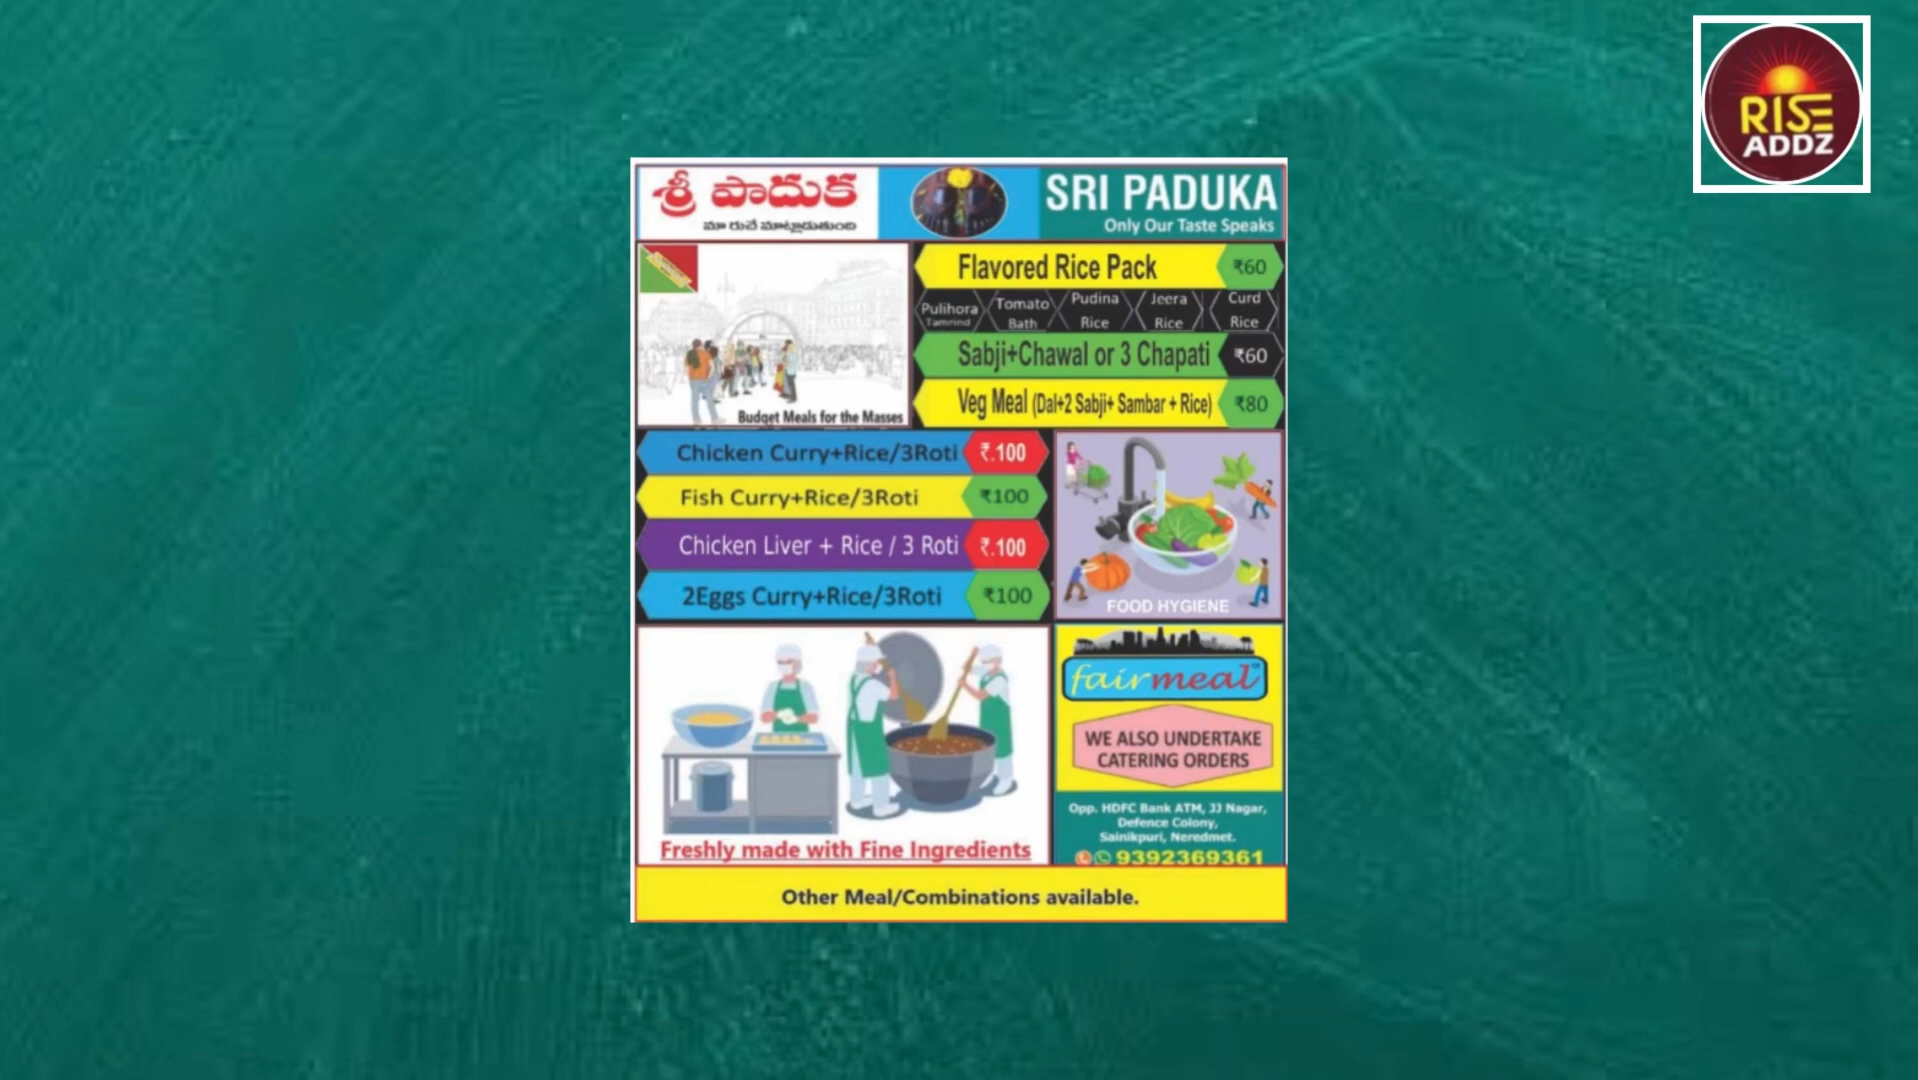 RISE
ADDZ
శ్రీ పాదుక
మా రుచే మాట్లాడుతుంది
SRI PADUKA
Only Our Taste Speaks
Budget Meals for the Masses
Flavored Rice Pack ₹60
Pulihora Tamrind
Tomato Bath
Pudina Rice
Jeera Rice
Curd Rice
Sabji+Chawal or 3 Chapati ₹60
Veg Meal (Dal+2 Sabji+ Sambar + Rice) ₹80
Chicken Curry+Rice/3Roti ₹.100
Fish Curry+Rice/3Roti ₹100
Chicken Liver + Rice / 3 Roti ₹.100
2Eggs Curry+Rice/3Roti ₹100
FOOD HYGIENE
Freshly made with Fine Ingredients
fairmeal™
WE ALSO UNDERTAKE
CATERING ORDERS
Opp. HDFC Bank ATM, JJ Nagar,
Defence Colony,
Sainikpuri, Neredmet.
9392369361
Other Meal/Combinations available.